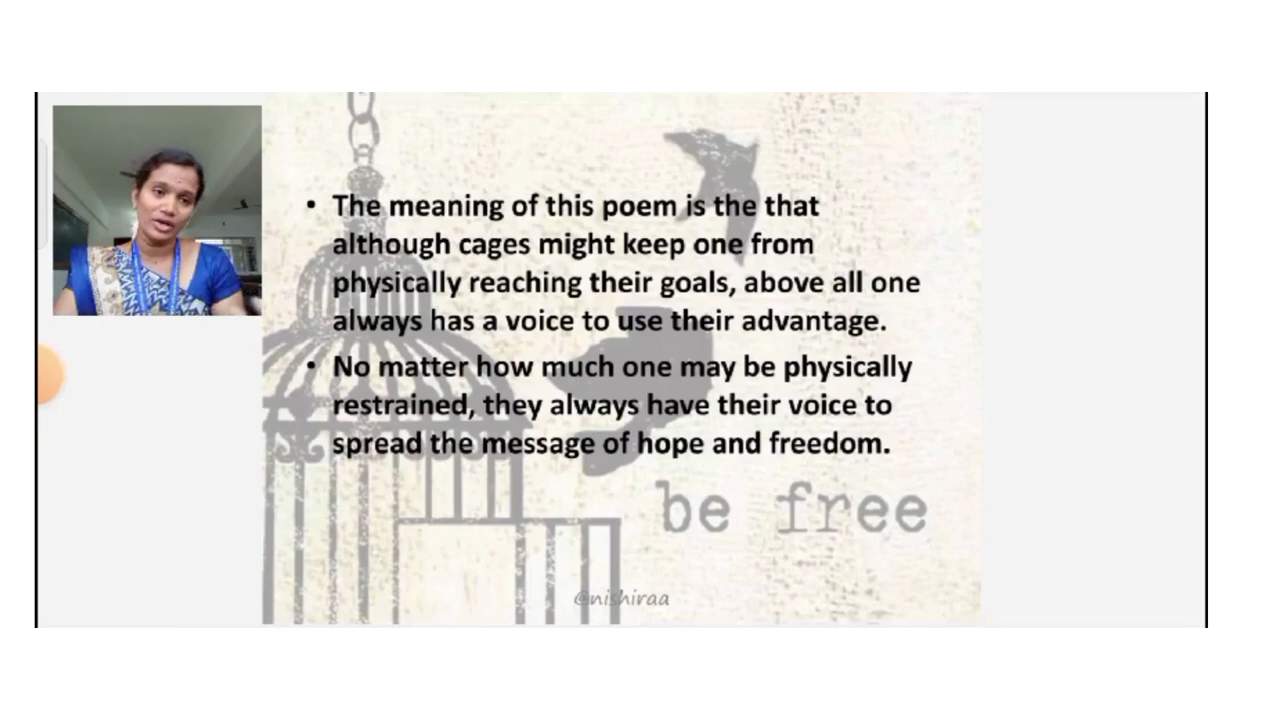 • The meaning of this poem is the that
although cages might keep one from
physically reaching their goals, above all one
always has a voice to use their advantage.
• No matter how much one may be physically
restrained, they always have their voice to
spread the message of hope and freedom.
be free
@nishiraa